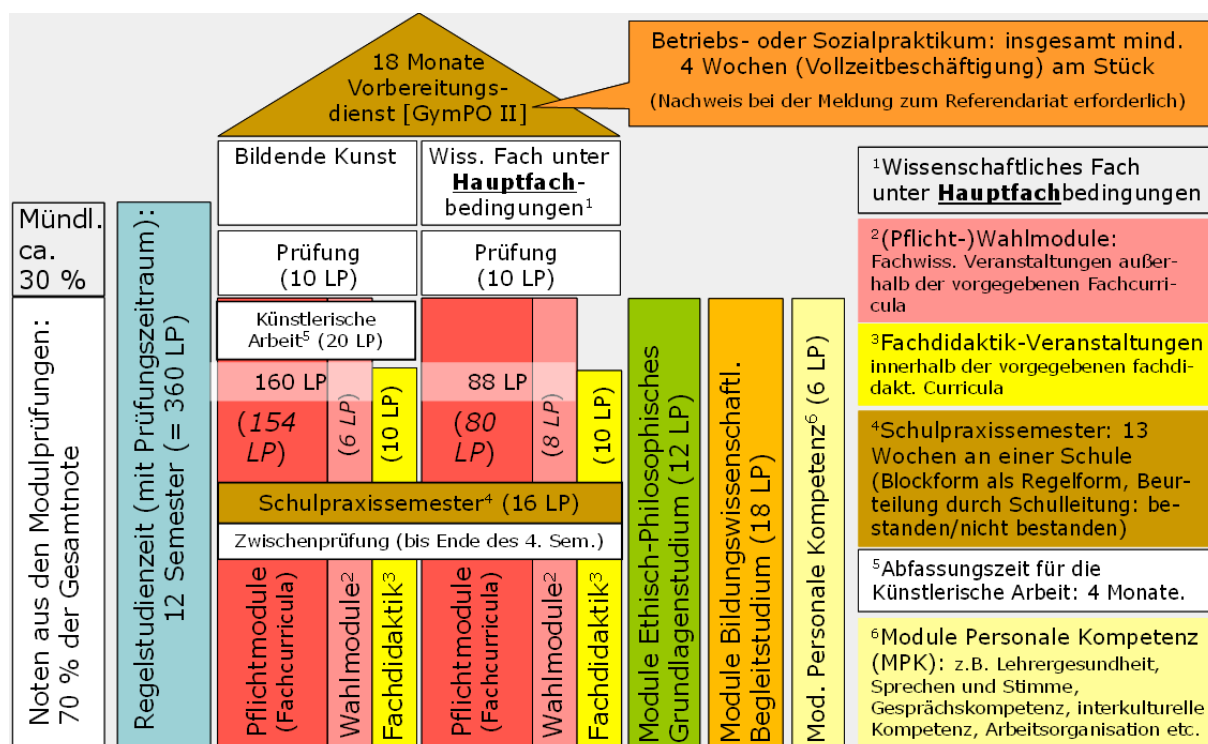 18 Monate
Vorbereitungs-
dienst [GymPO II]
Betriebs- oder Sozialpraktikum: insgesamt mind.
4 Wochen (Vollzeitbeschäftigung) am Stück
(Nachweis bei der Meldung zum Referendariat erforderlich)
Bildende Kunst
Wiss. Fach unter
Hauptfach-
bedingungen¹
Prüfung
(10 LP)
Prüfung
(10 LP)
Mündl.
ca.
30 %
Noten aus den Modulprüfungen:
70 % der Gesamtnote
Regelstudienzeit (mit Prüfungszeitraum):
12 Semester (= 360 LP)
Künstlerische
Arbeit⁵ (20 LP)
160 LP
(154
LP)
(6 LP)
(10 LP)
88 LP
(80
LP)
(8 LP)
(10 LP)
Schulpraxissemester⁴ (16 LP)
Zwischenprüfung (bis Ende des 4. Sem.)
Pflichtmodule
(Fachcurricula)
Wahlmodule²
Fachdidaktik³
Pflichtmodule
(Fachcurricula)
Wahlmodule²
Fachdidaktik³
Module Ethisch-Philosophisches
Grundlagenstudium (12 LP)
Module Bildungswissenschaftl.
Begleitstudium (18 LP)
Mod. Personale Kompetenz⁶ (6 LP)
¹Wissenschaftliches Fach
unter Hauptfachbedingungen
²(Pflicht-)Wahlmodule:
Fachwiss. Veranstaltungen außer-
halb der vorgegebenen Fachcurri-
cula
³Fachdidaktik-Veranstaltungen
innerhalb der vorgegebenen fachdi-
dakt. Curricula
⁴Schulpraxissemester: 13
Wochen an einer Schule
(Blockform als Regelform, Beur-
teilung durch Schulleitung: be-
standen/nicht bestanden)
⁵Abfassungszeit für die
Künstlerische Arbeit: 4 Monate.
⁶Module Personale Kompetenz
(MPK): z.B. Lehrergesundheit,
Sprechen und Stimme,
Gesprächskompetenz, interkulturelle
Kompetenz, Arbeitsorganisation etc.